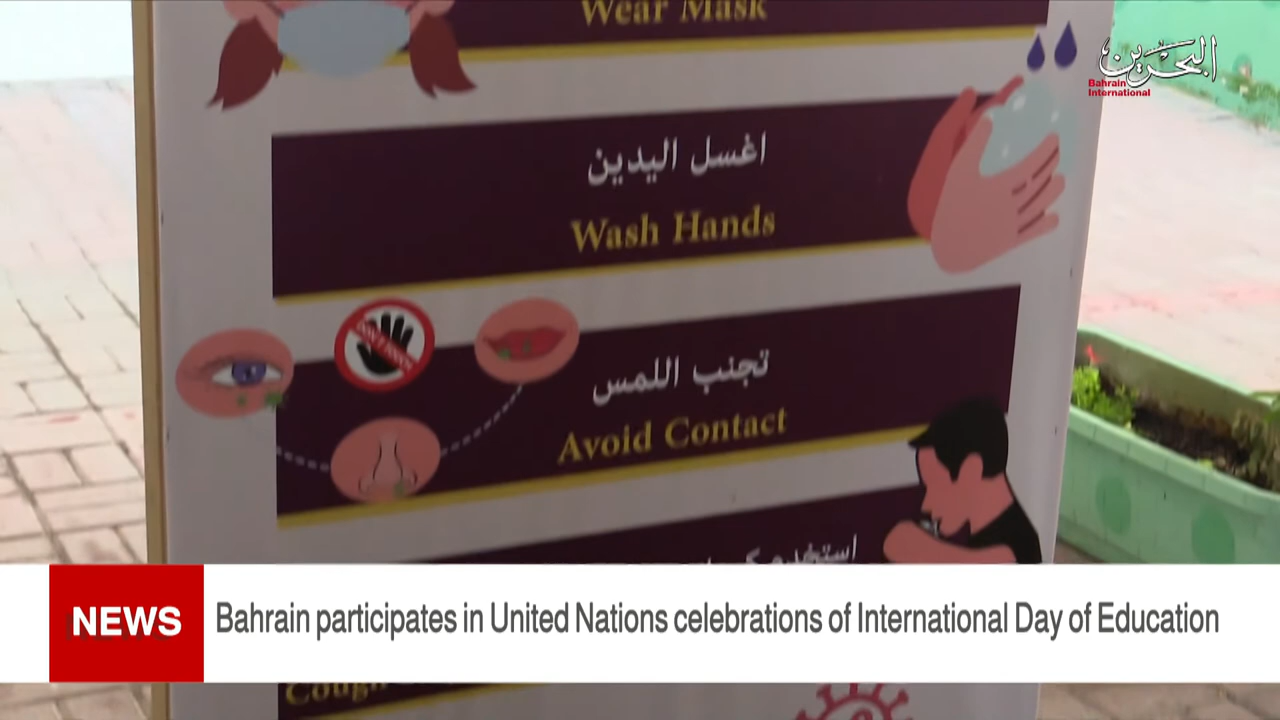 Wear Mask
البحرين
Bahrain
International
اغسل اليدين
Wash Hands
تجنب اللمس
Avoid Contact
NEWS
Bahrain participates in United Nations celebrations of International Day of Education
Cough